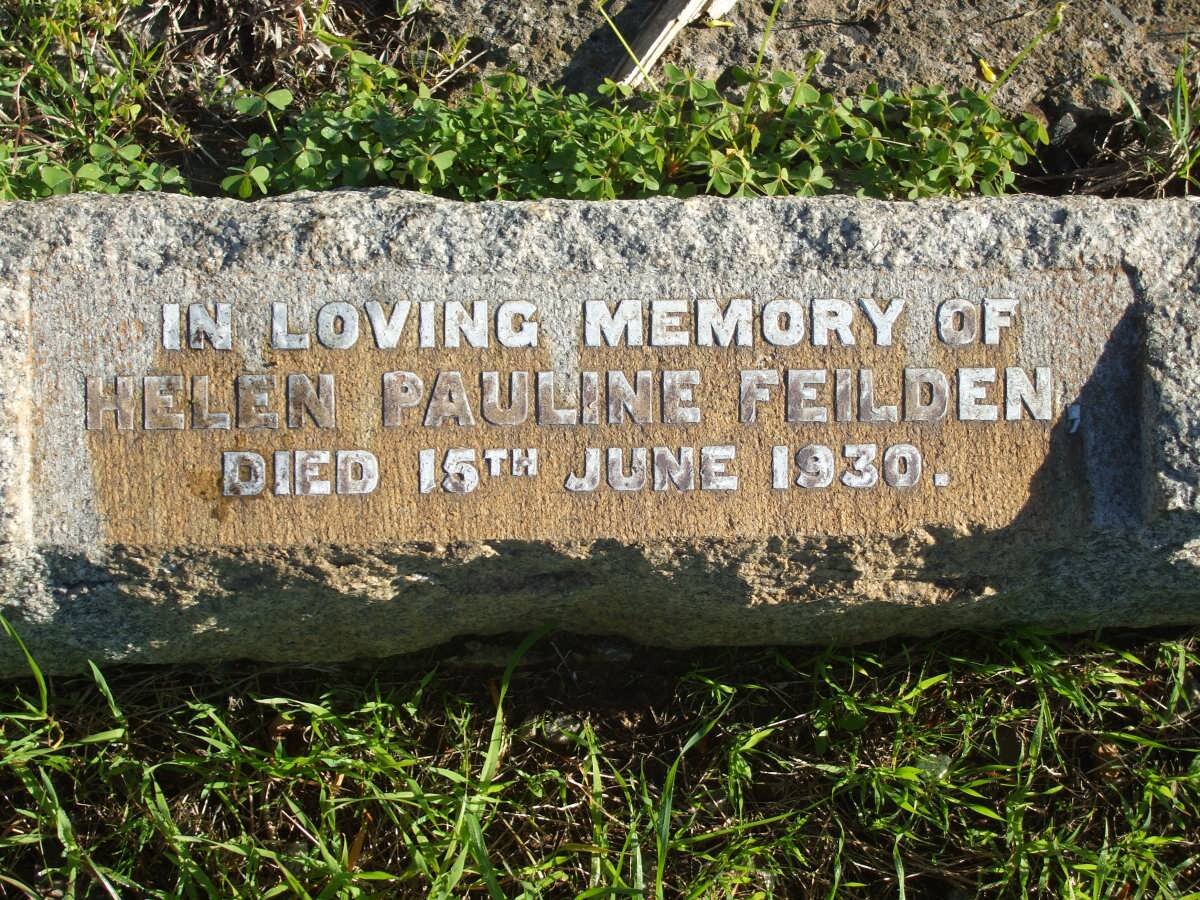 IN LOVING MEMORY OF
HELEN PAULINE FEILDEN,
DIED 15TH JUNE 1930.